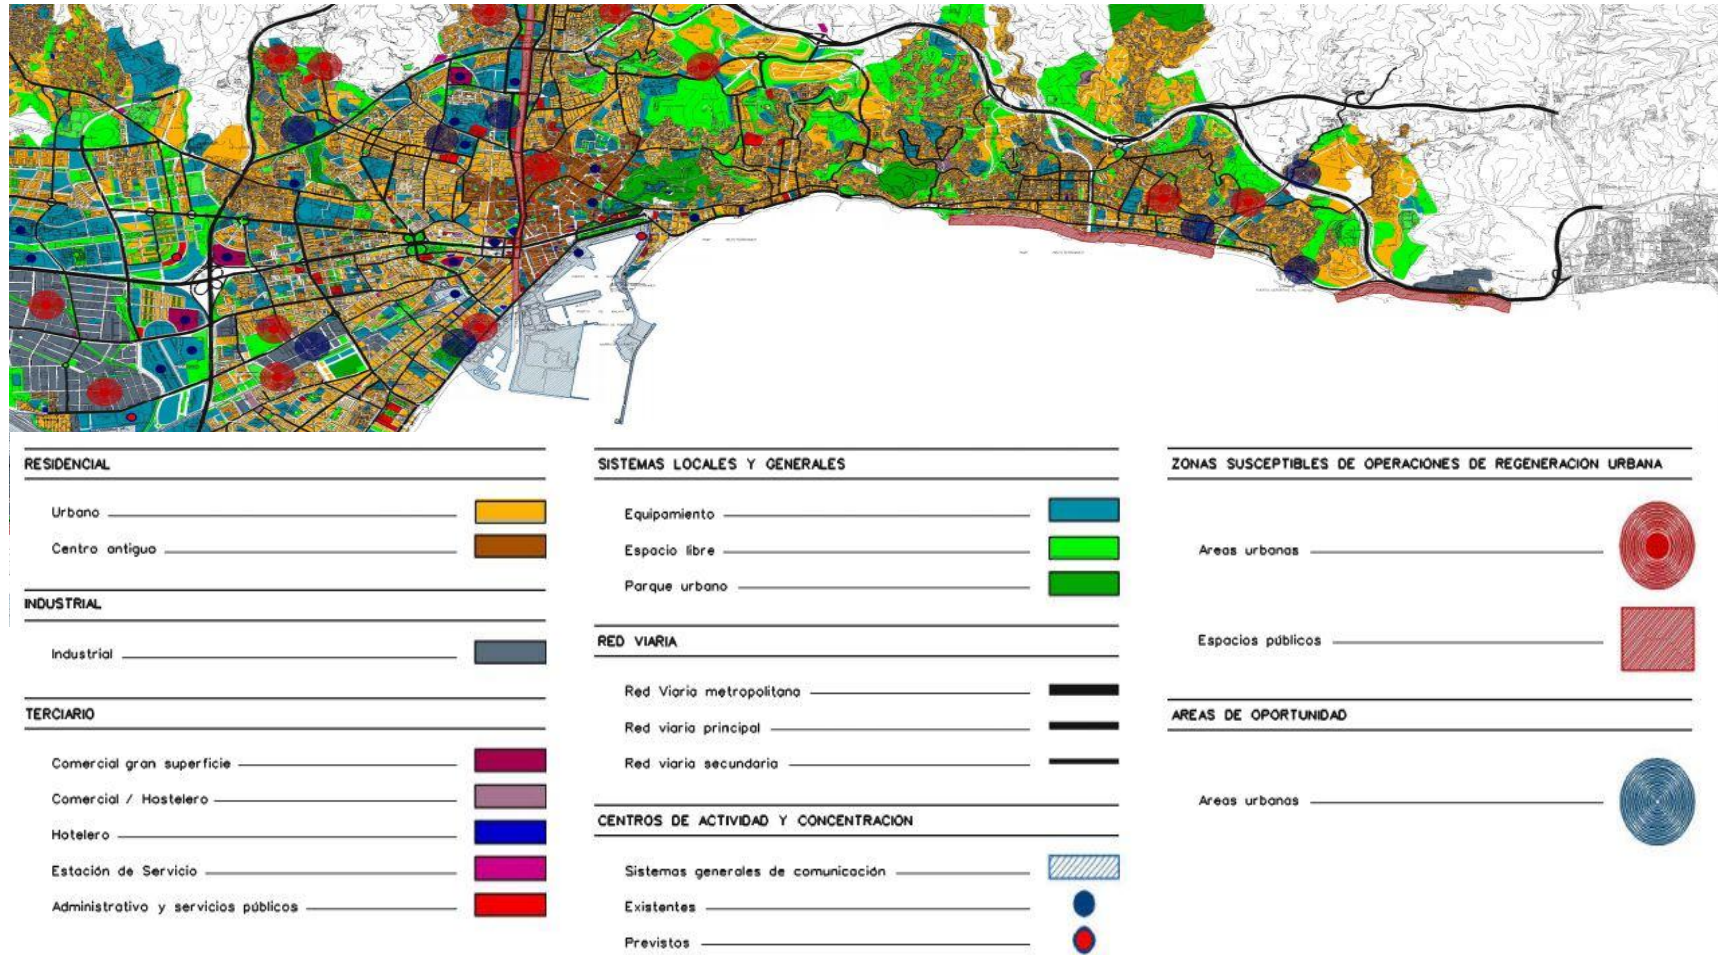 RESIDENCIAL
Urbano
Centro antiguo
INDUSTRIAL
Industrial
TERCIARIO
Comercial gran superficie
Comercial / Hostelero
Hotelero
Estación de Servicio
Administrativo y servicios públicos
SISTEMAS LOCALES Y GENERALES
Equipamiento
Espacio libre
Parque urbano
RED VIARIA
Red Viaria metropolitana
Red viaria principal
Red viaria secundaria
CENTROS DE ACTIVIDAD Y CONCENTRACION
Sistemas generales de comunicación
Existentes
Previstos
ZONAS SUSCEPTIBLES DE OPERACIONES DE REGENERACION URBANA
Areas urbanas
Espacios públicos
AREAS DE OPORTUNIDAD
Areas urbanas